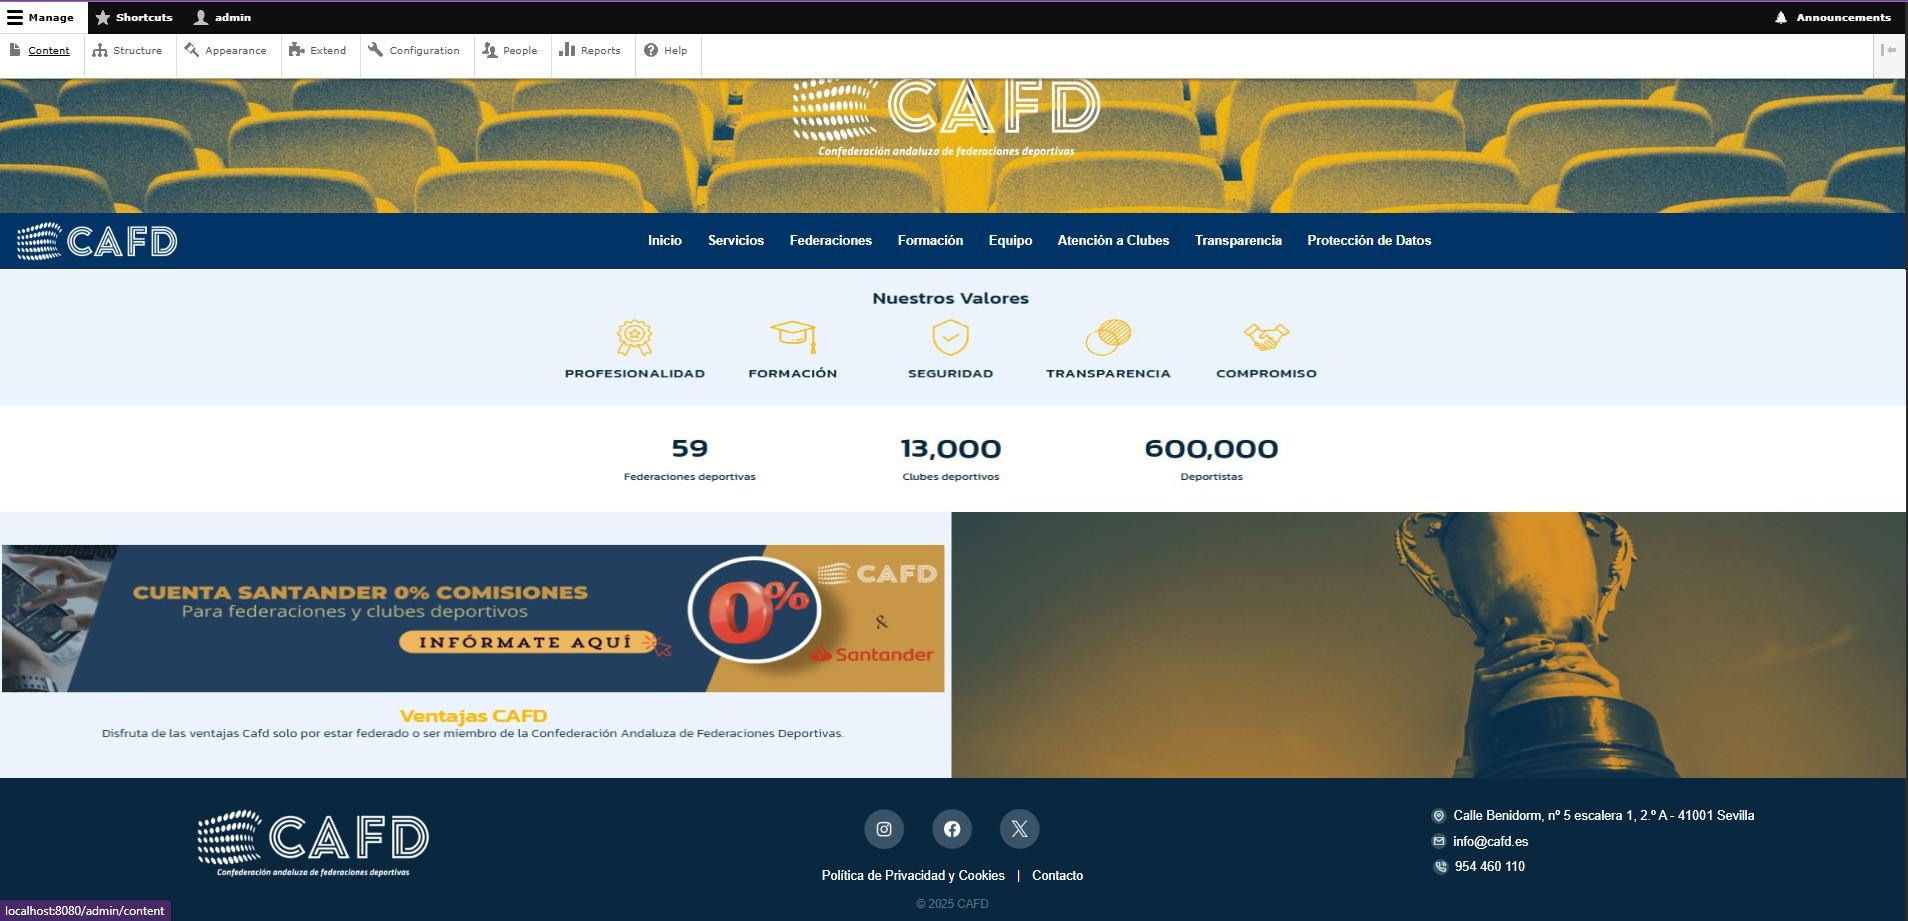 Manage Shortcuts admin Announcements
Content Structure Appearance Extend Configuration People Reports Help
CAFD
Confederación andaluza de federaciones deportivas
CAFD Inicio Servicios Federaciones Formación Equipo Atención a Clubes Transparencia Protección de Datos
Nuestros Valores
PROFESIONALIDAD FORMACIÓN SEGURIDAD TRANSPARENCIA COMPROMISO
59 13,000 600,000
Federaciones deportivas Clubes deportivos Deportistas
CUENTA SANTANDER 0% COMISIONES
Para federaciones y clubes deportivos
INFÓRMATE AQUÍ
0%
CAFD
&
Santander
Ventajas CAFD
Disfruta de las ventajas Cafd solo por estar federado o ser miembro de la Confederación Andaluza de Federaciones Deportivas.
CAFD
Confederación andaluza de federaciones deportivas
Política de Privacidad y Cookies | Contacto
© 2025 CAFD
Calle Benidorm, nº 5 escalera 1, 2.º A - 41001 Sevilla
info@cafd.es
954 460 110
localhost:8080/admin/content